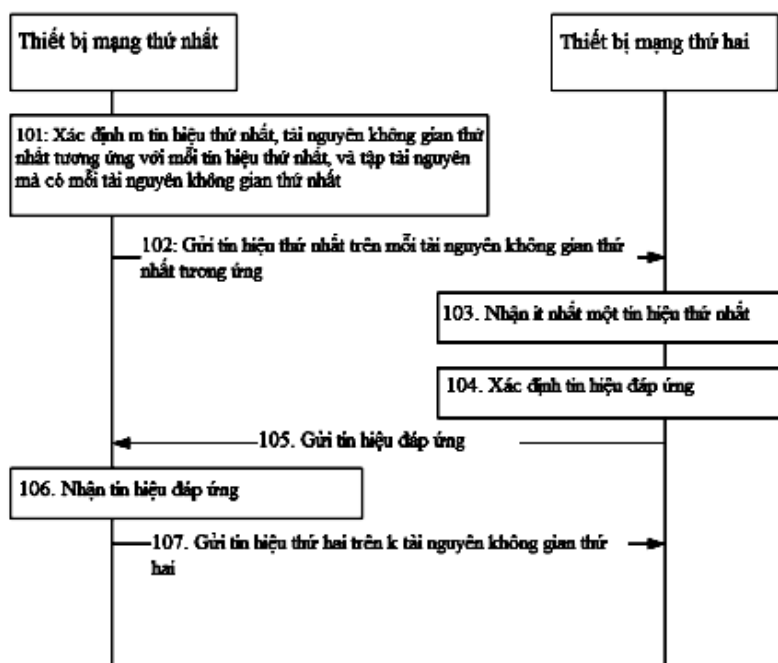 Thiết bị mạng thứ nhất
Thiết bị mạng thứ hai
101: Xác định m tín hiệu thứ nhất, tài nguyên không gian thứ
nhất tương ứng với mỗi tín hiệu thứ nhất, và tập tài nguyên
mà có mỗi tài nguyên không gian thứ nhất
102: Gửi tín hiệu thứ nhất trên mỗi tài nguyên không gian thứ
nhất tương ứng
103. Nhận ít nhất một tín hiệu thứ nhất
104. Xác định tín hiệu đáp ứng
105. Gửi tín hiệu đáp ứng
106. Nhận tín hiệu đáp ứng
107. Gửi tín hiệu thứ hai trên k tài nguyên không gian thứ
hai